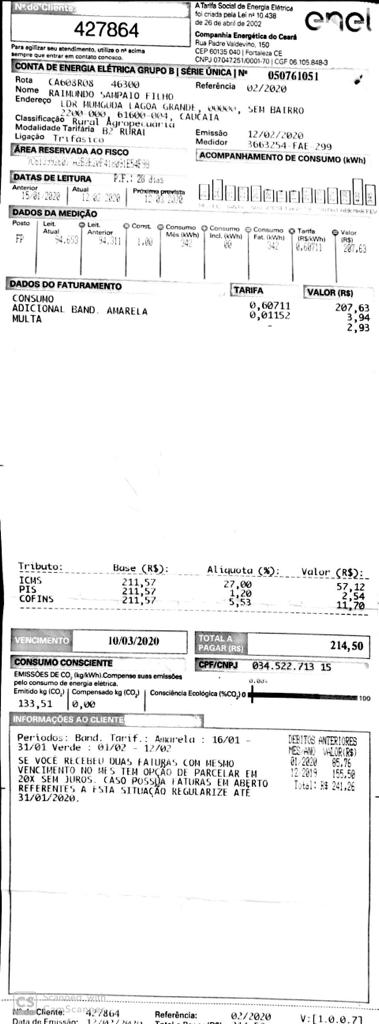 Nº do Cliente
427864
Para agilizar seu atendimento, utilize o nº acima
sempre que entrar em contato conosco.
A Tarifa Social de Energia Elétrica
foi criada pela Lei nº 10.438
de 26 de abril de 2002
Companhia Energética do Ceará
Rua Padre Valdevino, 150
CEP 60135 040 | Fortaleza CE
CNPJ 07047251/0001-70 | CGF 06 105.848-3
enel
CONTA DE ENERGIA ELÉTRICA GRUPO B | SÉRIE ÚNICA | Nº 050761051
Rota CA603R08 46300
Referência 02/2020
Nome RAIMUNDO SAMPAIO FILHO
Endereço LDR MUNGUDA LAGOA GRANDE, 00000, SEM BAIRRO
2200 000, 61600-004, CAUCAIA
Classificação Rural Agropecuaria
Modalidade Tarifária B2 RURAL
Ligação Trifasico
Emissão 12/02/2020
Medidor 3663254-FAE-299
ÁREA RESERVADA AO FISCO
ACOMPANHAMENTO DE CONSUMO (kWh)
DATAS DE LEITURA P.F.: 28 dias
Anterior Atual Próxima prevista
15/01/2020 12 02 2020
DADOS DA MEDIÇÃO
Posto Leit. Atual Leit. Anterior Const. Consumo Mês (kWh) Consumo Incl. (kWh) Consumo Fat. (kWh) Tarifa (R$/kWh) Valor (R$)
FP 94.653 94.311 1,00 342 00 342 0,60711 207,63
DADOS DO FATURAMENTO TARIFA VALOR (R$)
CONSUMO 0,60711 207,63
ADICIONAL BAND. AMARELA 0,01152 3,94
MULTA - 2,93
Tributo: Base (R$): Aliquota (%): Valor (R$):
ICMS 211,57 27,00 57,12
PIS 211,57 1,20 2,54
COFINS 211,57 5,53 11,70
VENCIMENTO 10/03/2020
TOTAL A PAGAR (R$) 214,50
CONSUMO CONSCIENTE
CPF/CNPJ 034.522.713 15
EMISSÕES DE CO₂ (kg/kWh). Compense suas emissões
pelo consumo de energia elétrica.
Emitido kg (CO₂) Compensado kg (CO₂) Consciência Ecológica (%CO₂) 0 100
133,51 0,00
INFORMAÇÕES AO CLIENTE
Periodos: Band. Tarif.: Amarela : 16/01 -
31/01 Verde : 01/02 - 12/02
SE VOCÊ RECEBEU DUAS FATURAS COM MESMO
VENCIMENTO NO MES TEM OPÇÃO DE PARCELAR EM
20X SEM JUROS. CASO POSSUA FATURAS EM ABERTO
REFERENTES A ESTA SITUAÇÃO REGULARIZE ATÉ
31/01/2020.
DÉBITOS ANTERIORES
MES-ANO VALOR(R$)
01/2020 85,76
12 2019 155,50
Total: R$ 241,26
CS Scanned with
CamScanner
Nº do Cliente: 427864
Referência: 02/2020
Data de Emissão: 12/02/2020
V:[1.0.0.7]